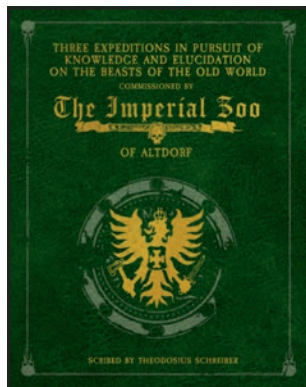 THREE EXPEDITIONS IN PURSUIT OF
KNOWLEDGE AND ELUCIDATION
ON THE BEASTS OF THE OLD WORLD
COMMISSIONED BY
The Imperial Zoo
OF ALTDORF
SCRIBED BY THEODOSIUS SCHREIBER